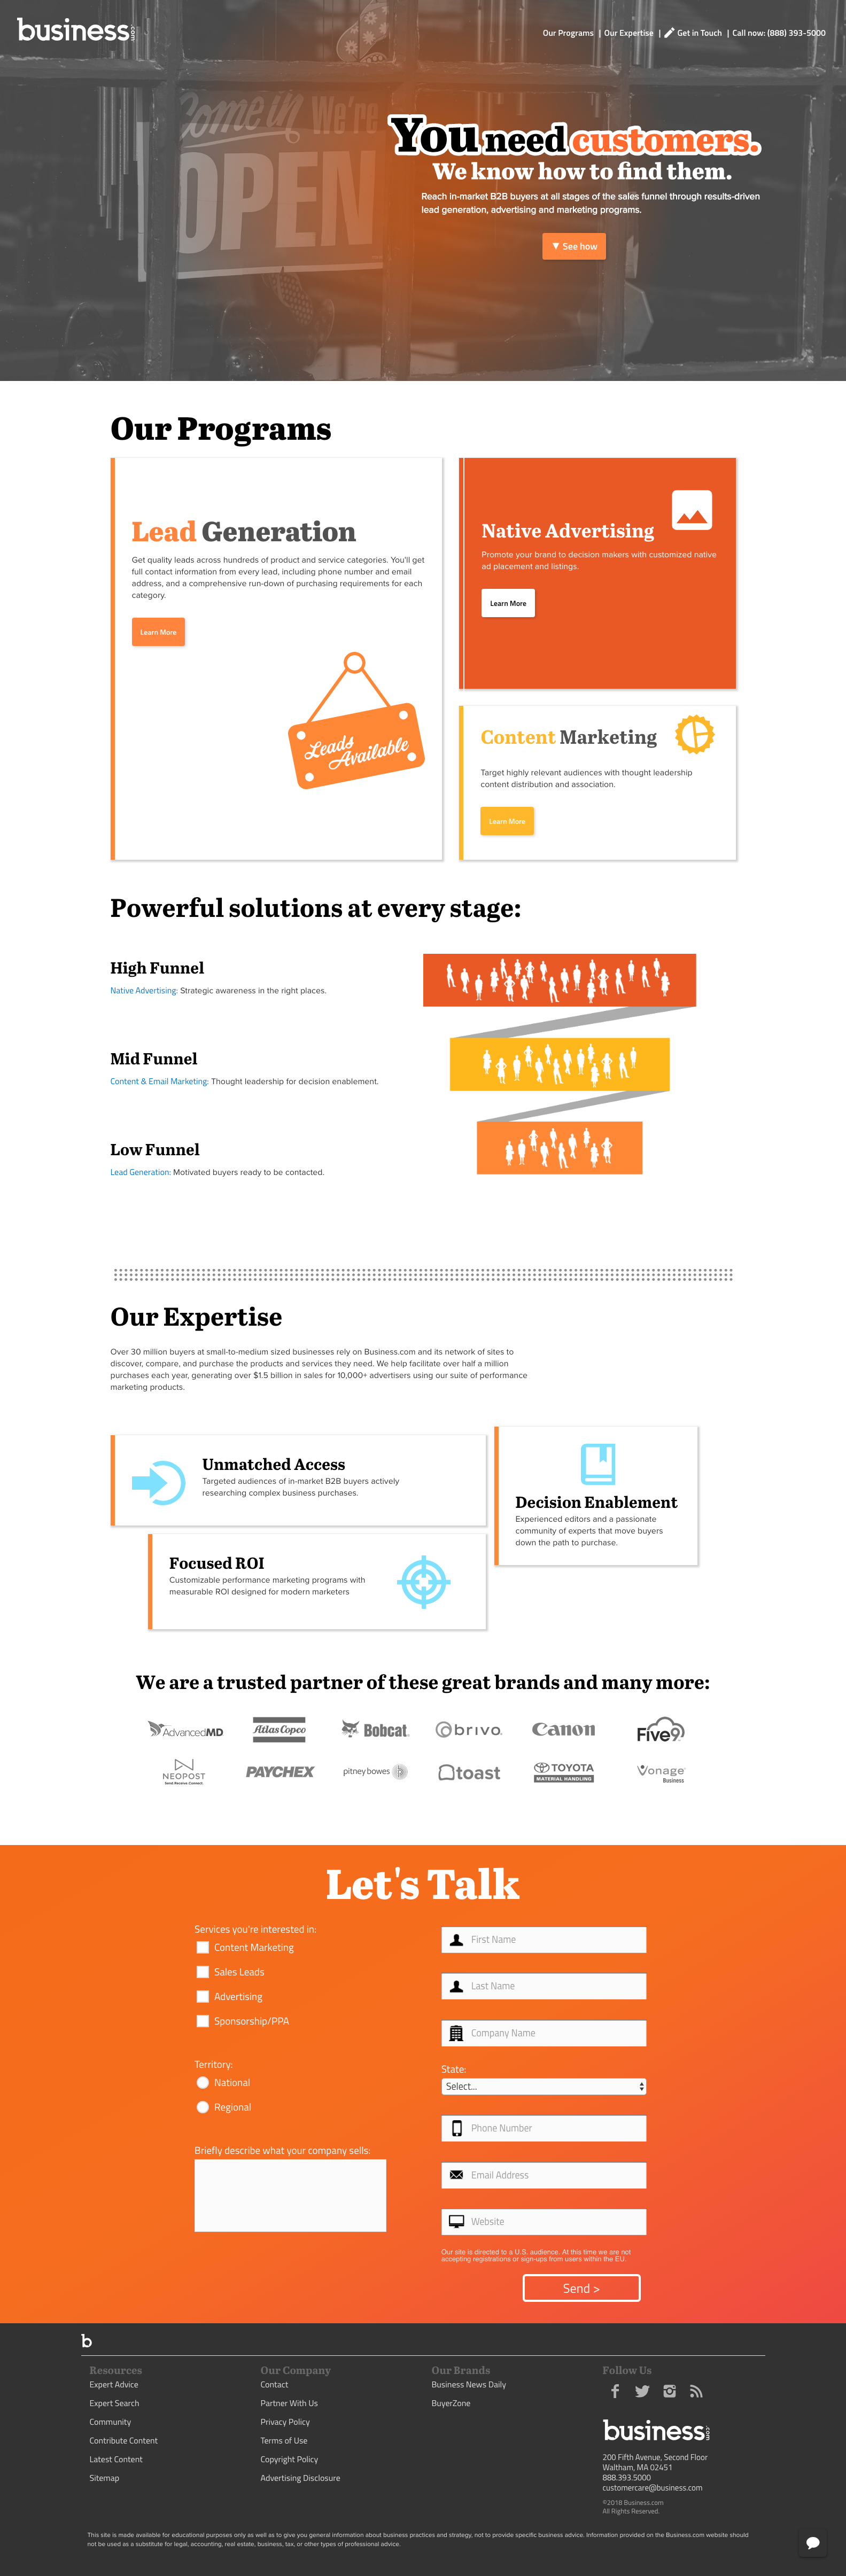 business.com
Our Programs | Our Expertise | Get in Touch | Call now: (888) 393-5000
Come in We're
OPEN
You need customers.
We know how to find them.
Reach in-market B2B buyers at all stages of the sales funnel through results-driven
lead generation, advertising and marketing programs.
▼ See how
Our Programs
Lead Generation
Get quality leads across hundreds of product and service categories. You'll get
full contact information from every lead, including phone number and email
address, and a comprehensive run-down of purchasing requirements for each
category.
Learn More
Leads
Available
Native Advertising
Promote your brand to decision makers with customized native
ad placement and listings.
Learn More
Content Marketing
Target highly relevant audiences with thought leadership
content distribution and association.
Learn More
Powerful solutions at every stage:
High Funnel
Native Advertising: Strategic awareness in the right places.
Mid Funnel
Content & Email Marketing: Thought leadership for decision enablement.
Low Funnel
Lead Generation: Motivated buyers ready to be contacted.
Our Expertise
Over 30 million buyers at small-to-medium sized businesses rely on Business.com and its network of sites to
discover, compare, and purchase the products and services they need. We help facilitate over half a million
purchases each year, generating over $1.5 billion in sales for 10,000+ advertisers using our suite of performance
marketing products.
Unmatched Access
Targeted audiences of in-market B2B buyers actively
researching complex business purchases.
Decision Enablement
Experienced editors and a passionate
community of experts that move buyers
down the path to purchase.
Focused ROI
Customizable performance marketing programs with
measurable ROI designed for modern marketers
We are a trusted partner of these great brands and many more:
AdvancedMD
Atlas Copco
Bobcat
brivo
Canon
Five9
NEOPOST
Send Receive Connect
PAYCHEX
pitney bowes
toast
TOYOTA
MATERIAL HANDLING
Vonage
Business
Let's Talk
Services you're interested in:
Content Marketing
Sales Leads
Advertising
Sponsorship/PPA
Territory:
National
Regional
Briefly describe what your company sells:
First Name
Last Name
Company Name
State:
Select...
Phone Number
Email Address
Website
Our site is directed to a U.S. audience. At this time we are not
accepting registrations or sign-ups from users within the EU.
Send >
b
Resources
Expert Advice
Expert Search
Community
Contribute Content
Latest Content
Sitemap
Our Company
Contact
Partner With Us
Privacy Policy
Terms of Use
Copyright Policy
Advertising Disclosure
Our Brands
Business News Daily
BuyerZone
Follow Us
business.com
200 Fifth Avenue, Second Floor
Waltham, MA 02451
888.393.5000
customercare@business.com
©2018 Business.com
All Rights Reserved.
This site is made available for educational purposes only as well as to give you general information about business practices and strategy, not to provide specific business advice. Information provided on the Business.com website should
not be used as a substitute for legal, accounting, real estate, business, tax, or other types of professional advice.